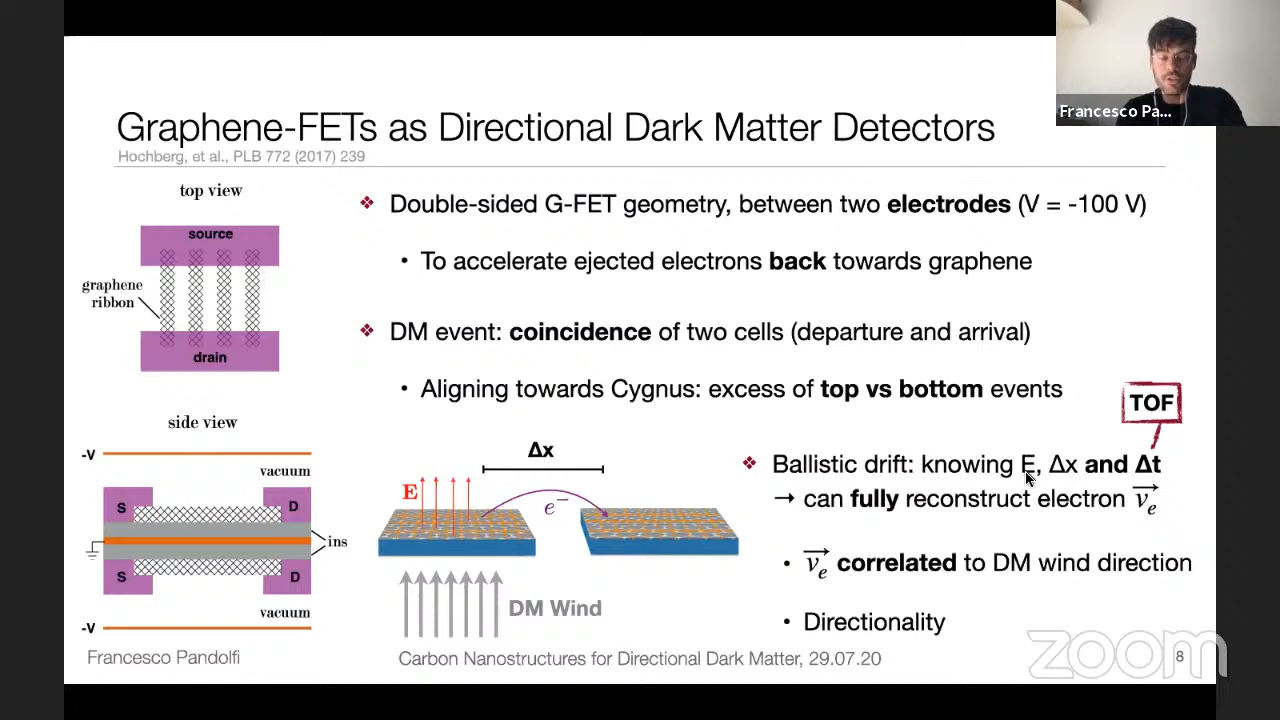 Francesco Pa...
Graphene-FETs as Directional Dark Matter Detectors
Hochberg, et al., PLB 772 (2017) 239
top view
source
graphene
ribbon
drain
side view
-V
vacuum
S
D
ins
S
D
vacuum
-V
❖ Double-sided G-FET geometry, between two electrodes (V = -100 V)
• To accelerate ejected electrons back towards graphene
❖ DM event: coincidence of two cells (departure and arrival)
• Aligning towards Cygnus: excess of top vs bottom events
TOF
Δx
E
e⁻
DM Wind
❖ Ballistic drift: knowing E, Δx and Δt
→ can fully reconstruct electron v⃗e
• v⃗e correlated to DM wind direction
• Directionality
Francesco Pandolfi
Carbon Nanostructures for Directional Dark Matter, 29.07.20
8
zoom